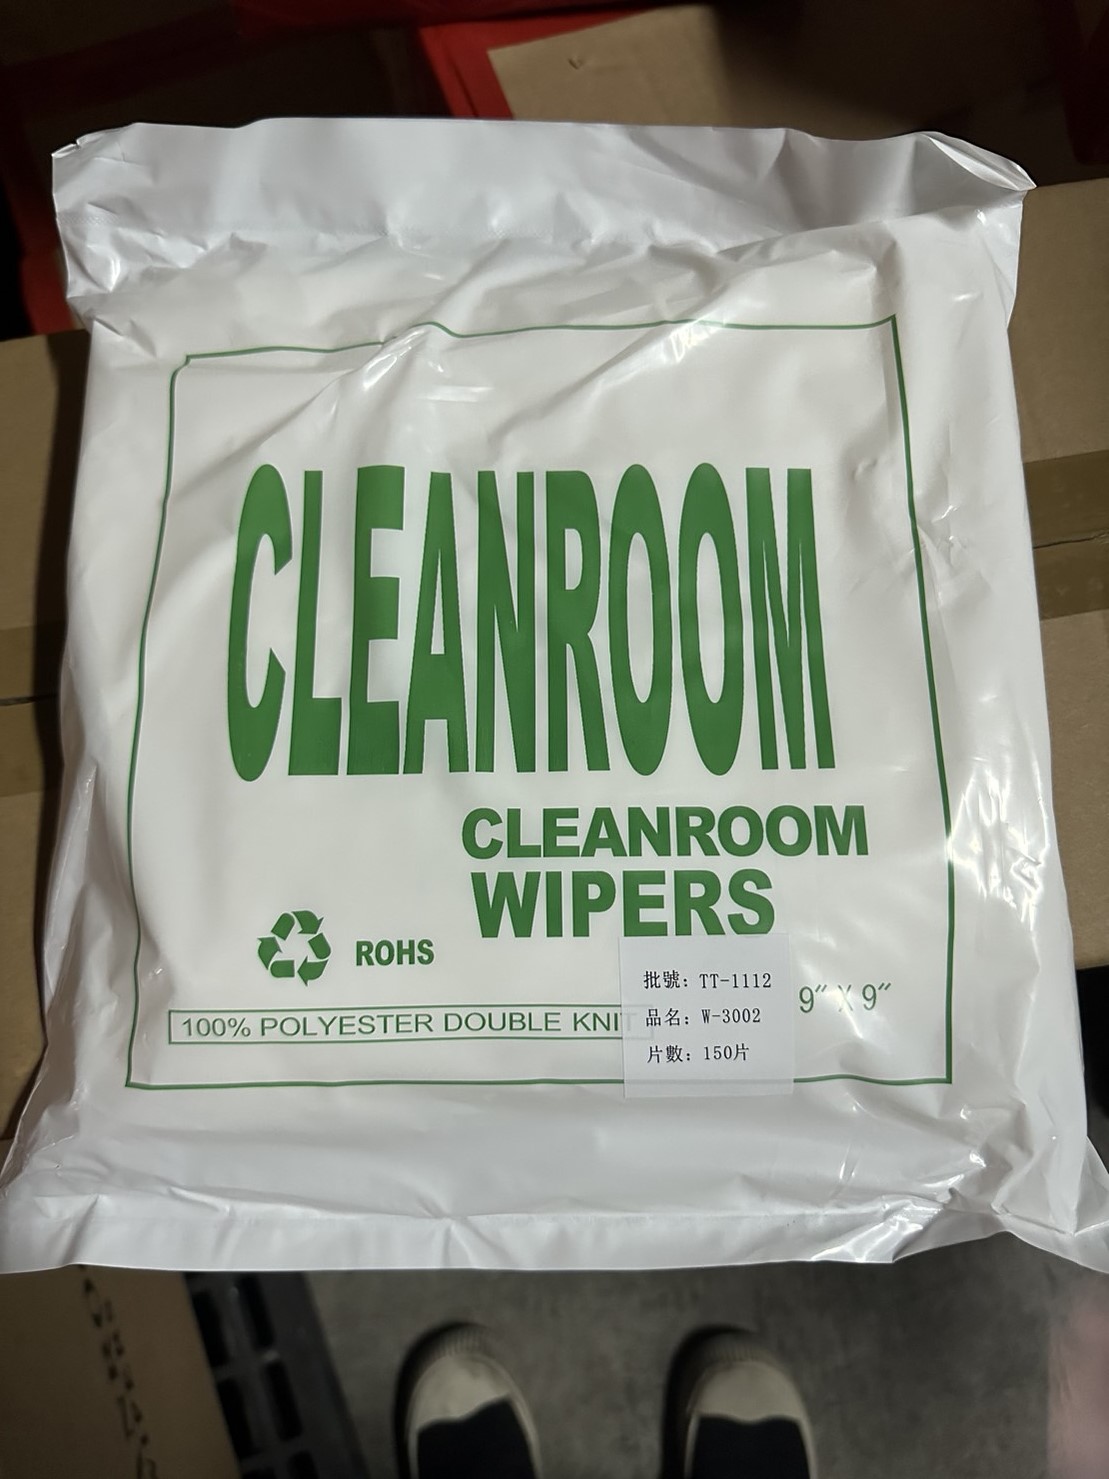 CLEANROOM
CLEANROOM
WIPERS
ROHS
批號：TT-1112
9″ X 9″
品名：W-3002
100% POLYESTER DOUBLE KNIT
片數：150片